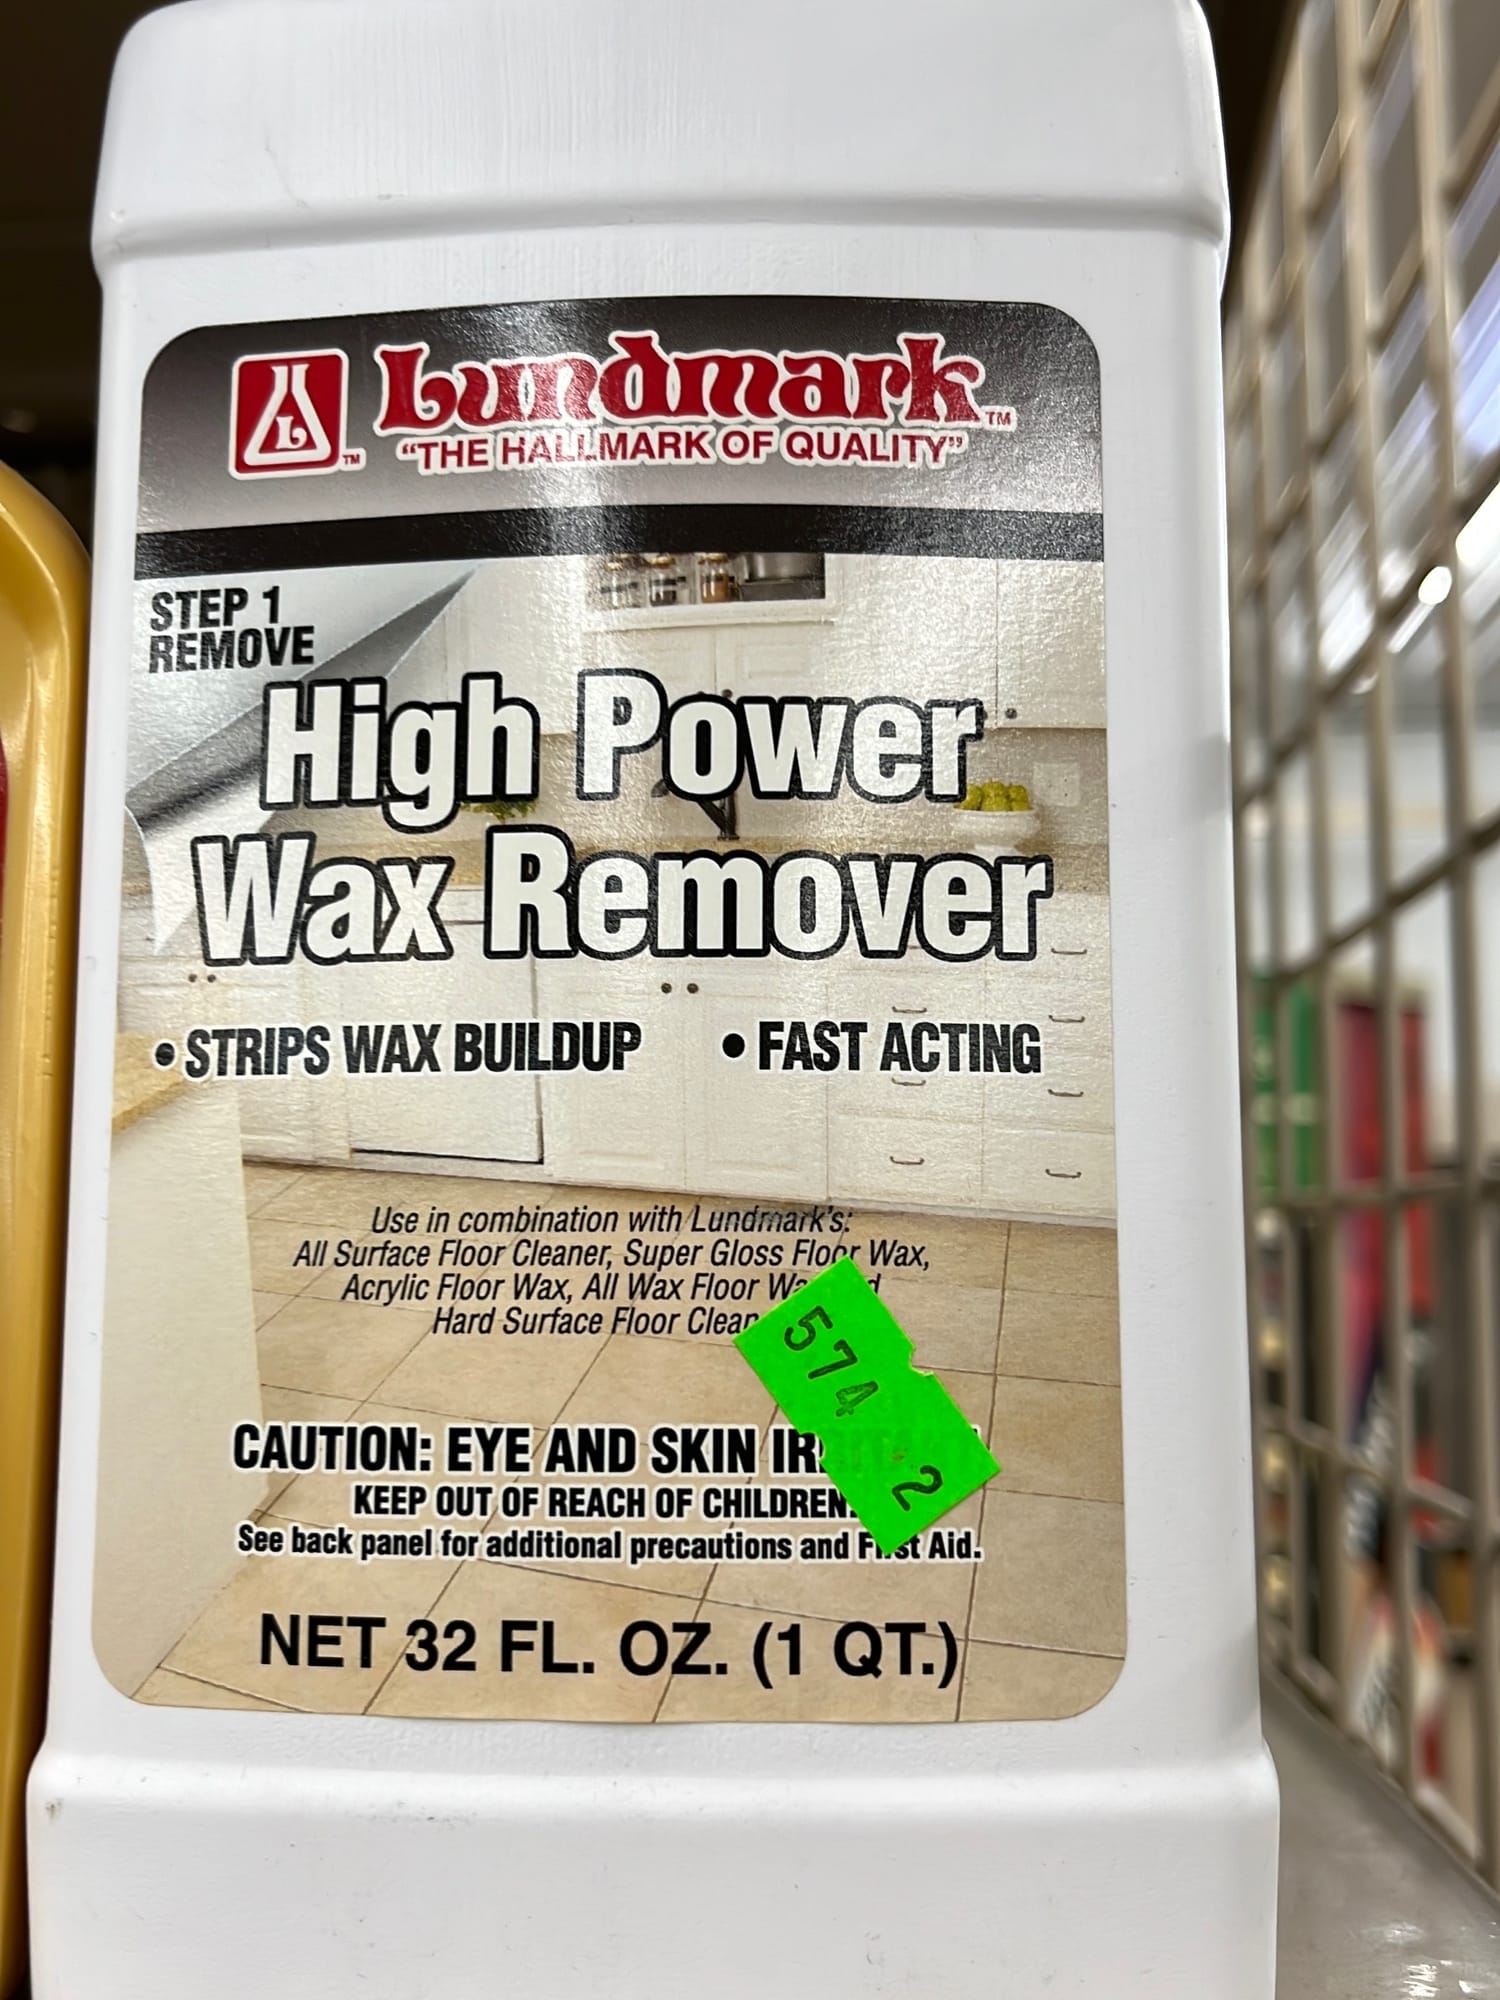 L
Lundmark™
TM
"THE HALLMARK OF QUALITY"
STEP 1
REMOVE
High Power
Wax Remover
• STRIPS WAX BUILDUP • FAST ACTING
Use in combination with Lundmark's:
All Surface Floor Cleaner, Super Gloss Floor Wax,
Acrylic Floor Wax, All Wax Floor
Hard Surface Floor
574
2
CAUTION: EYE AND SKIN
KEEP OUT OF REACH OF CHILDREN.
See back panel for additional precautions and First Aid.
NET 32 FL. OZ. (1 QT.)